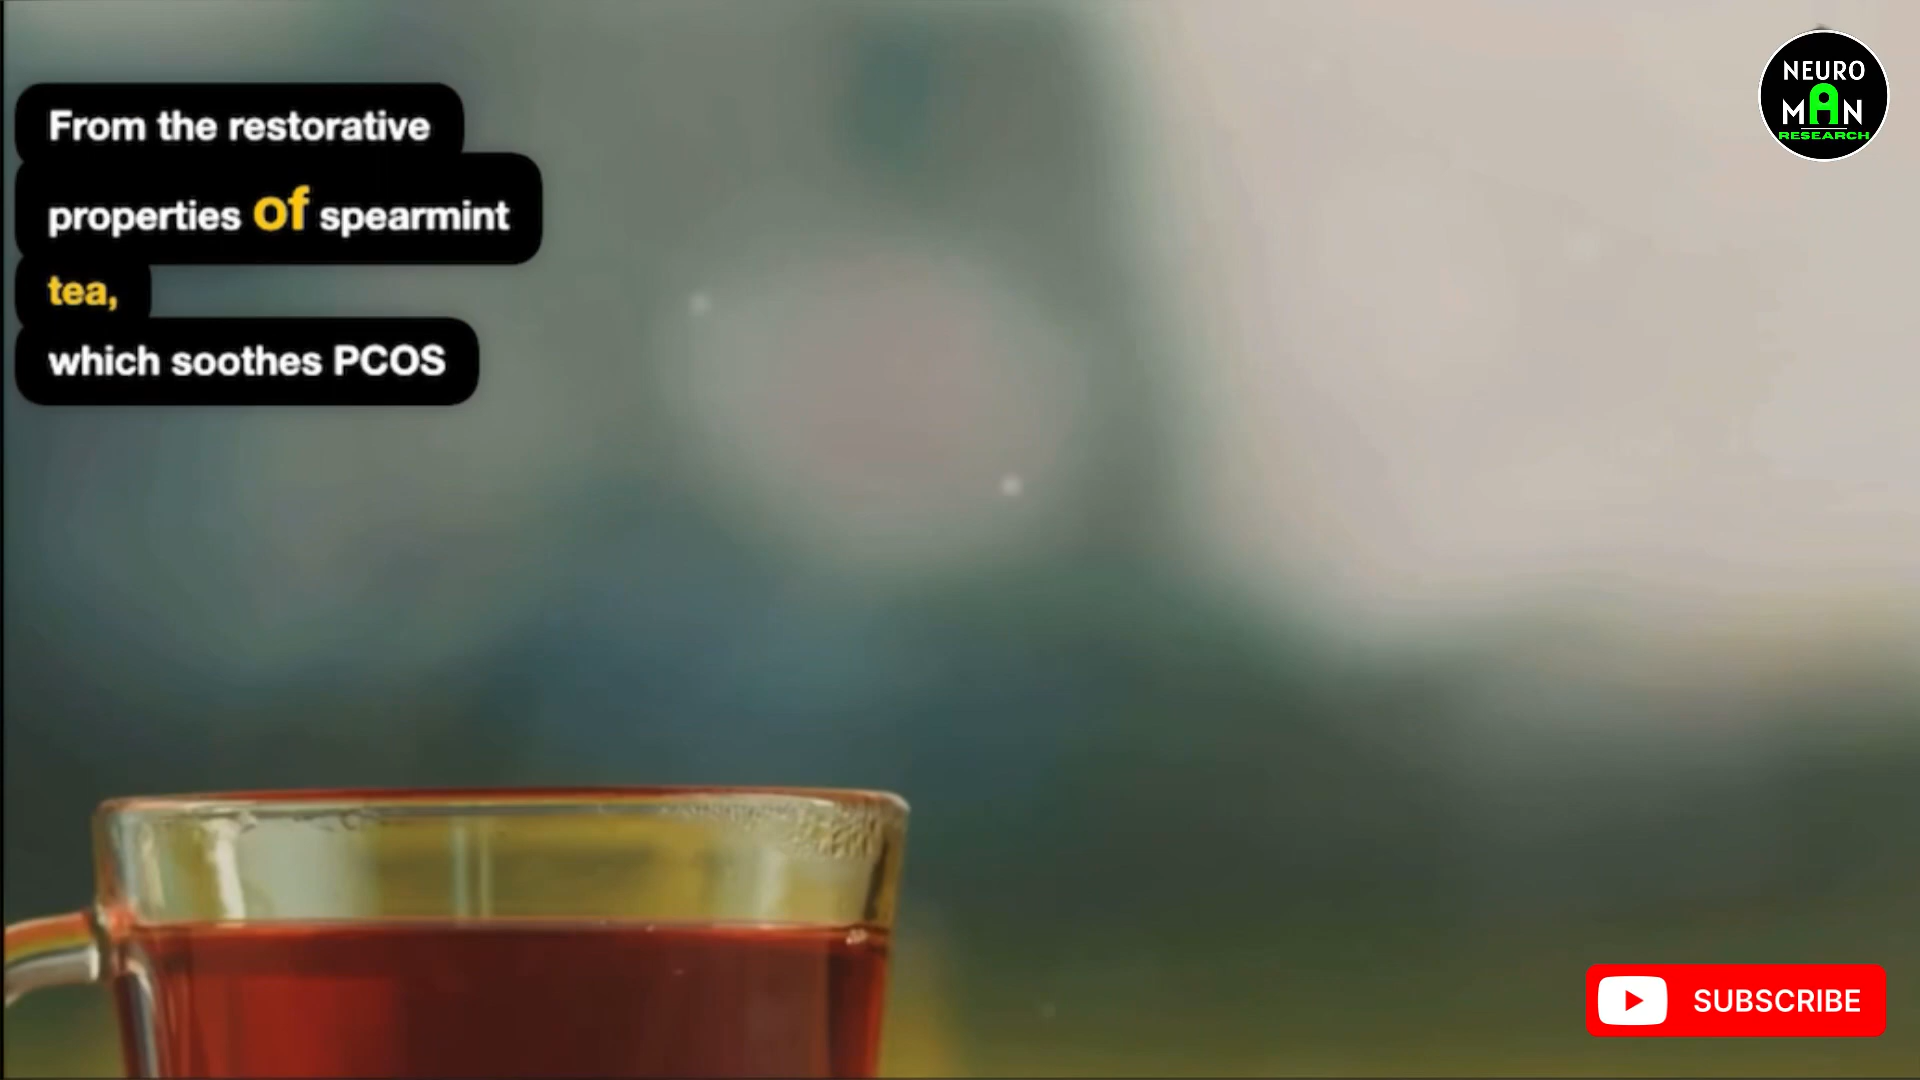 From the restorative
properties of spearmint
tea,
which soothes PCOS
NEURO
MAN
RESEARCH
SUBSCRIBE